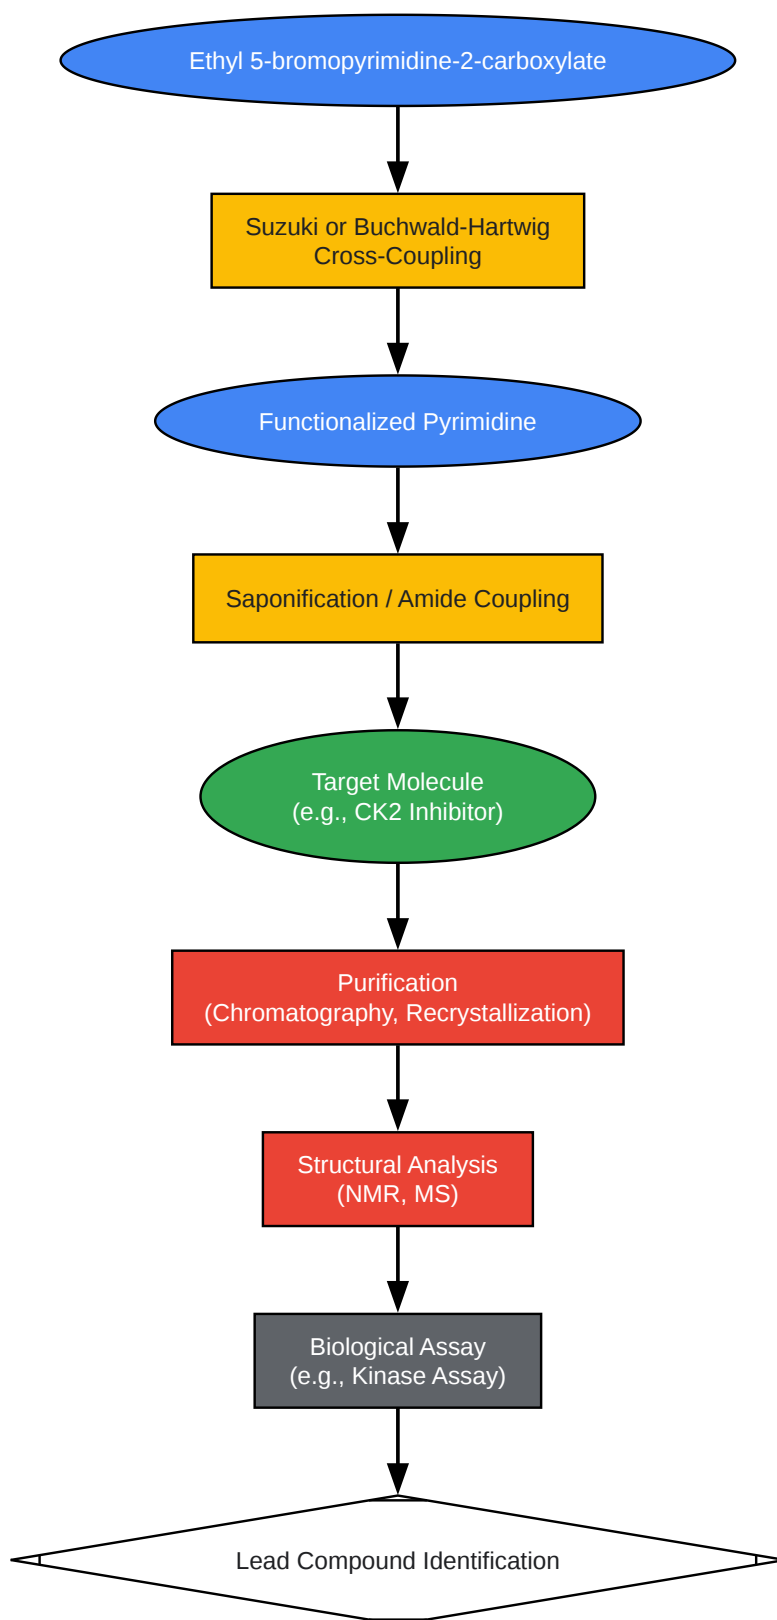 Ethyl 5-bromopyrimidine-2-carboxylate
Suzuki or Buchwald-Hartwig
Cross-Coupling
Functionalized Pyrimidine
Saponification / Amide Coupling
Target Molecule
(e.g., CK2 Inhibitor)
Purification
(Chromatography, Recrystallization)
Structural Analysis
(NMR, MS)
Biological Assay
(e.g., Kinase Assay)
Lead Compound Identification